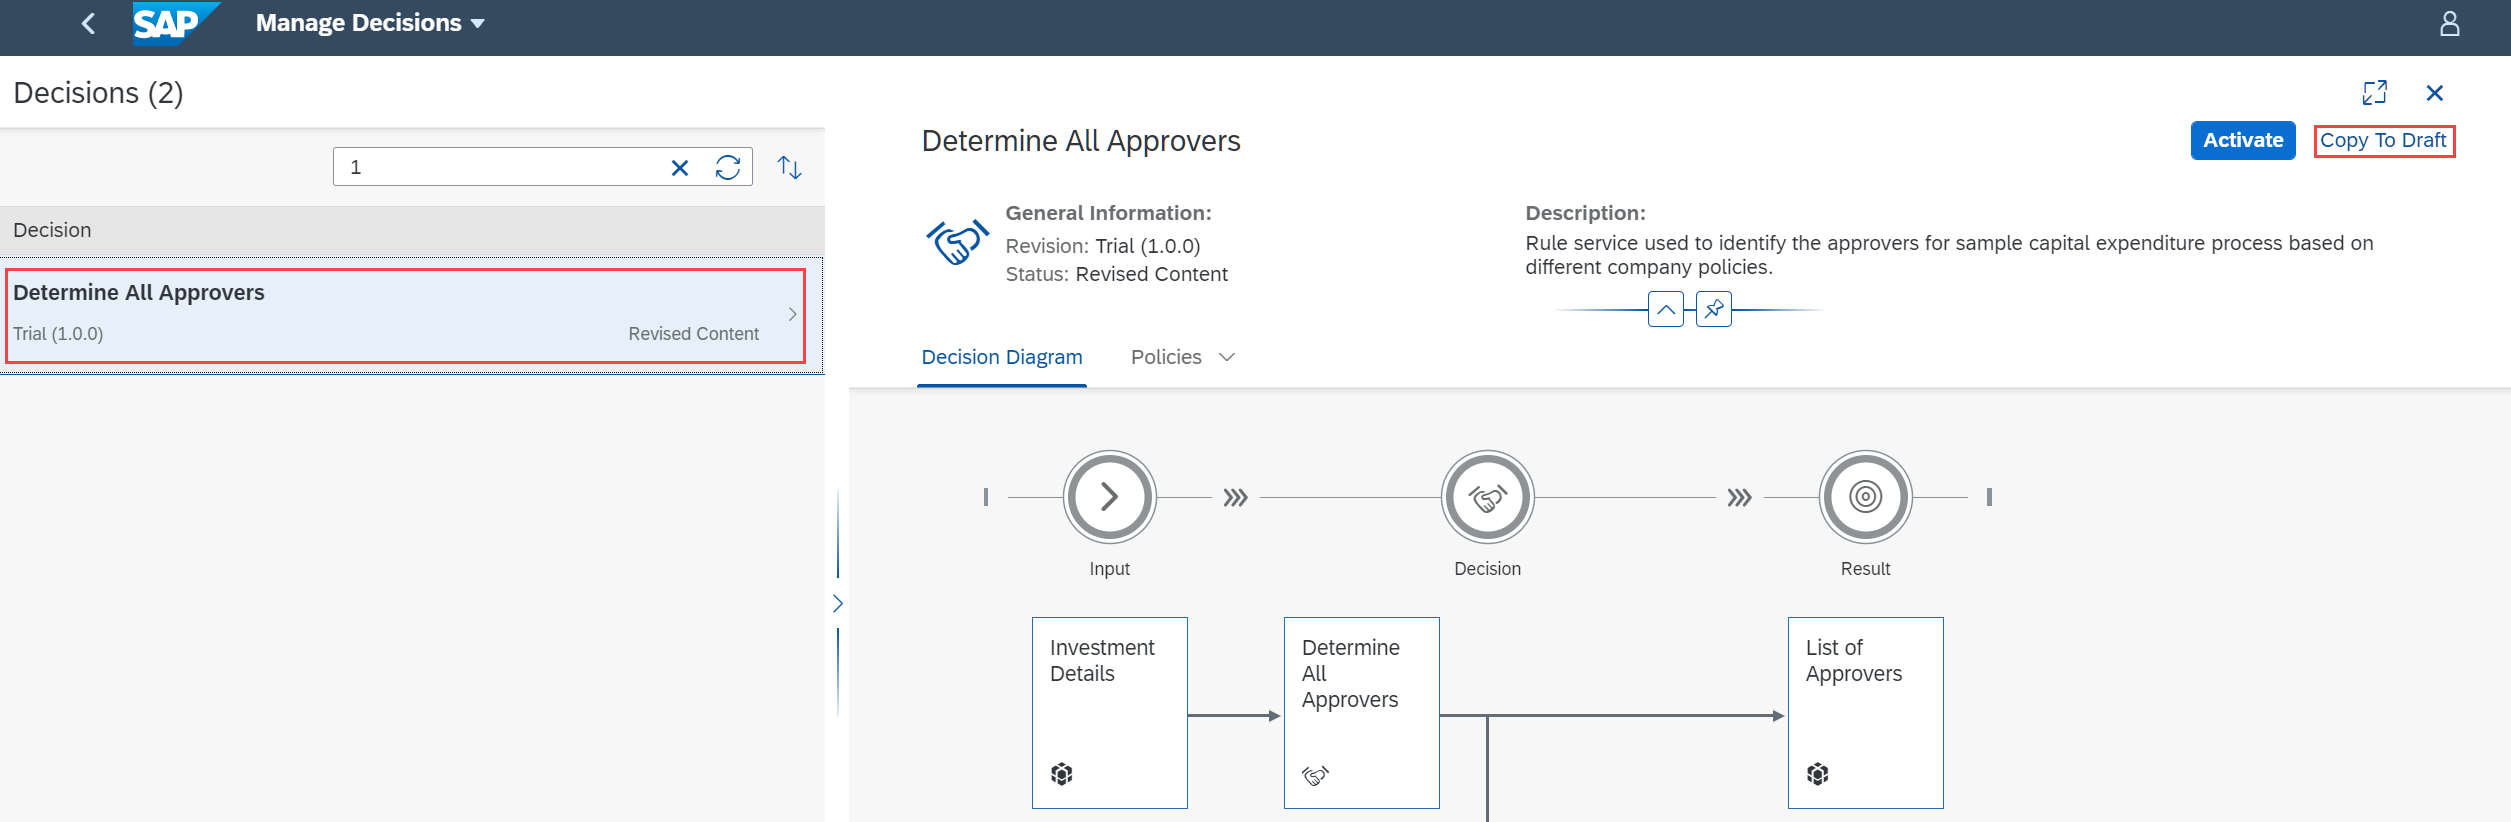 SAP Manage Decisions
Decisions (2)
1
Decision
Determine All Approvers
Trial (1.0.0) Revised Content
Determine All Approvers
Activate Copy To Draft
General Information:
Revision: Trial (1.0.0)
Status: Revised Content
Description:
Rule service used to identify the approvers for sample capital expenditure process based on
different company policies.
Decision Diagram Policies
Input Decision Result
Investment
Details
Determine
All
Approvers
List of
Approvers